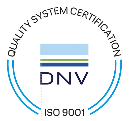 QUALITY SYSTEM CERTIFICATION
DNV
ISO 9001